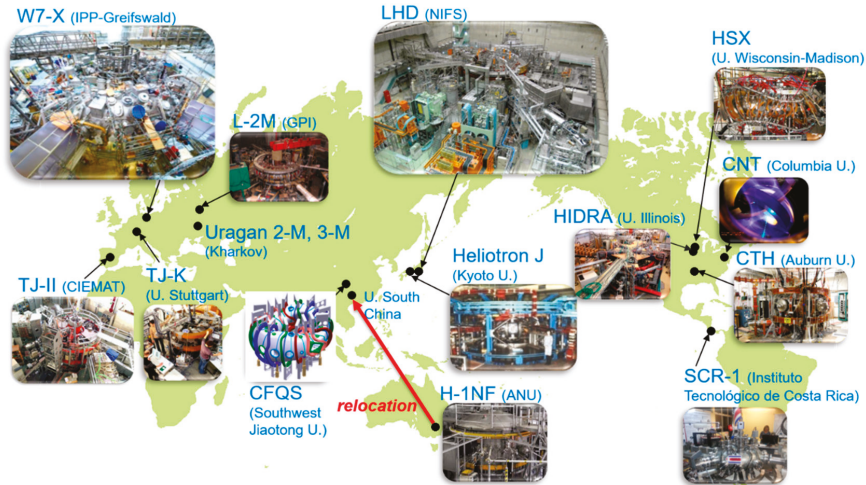 W7-X (IPP-Greifswald)
LHD (NIFS)
HSX
(U. Wisconsin-Madison)
L-2M (GPI)
CNT (Columbia U.)
HIDRA (U. Illinois)
Uragan 2-M, 3-M
(Kharkov)
Heliotron J
(Kyoto U.)
CTH (Auburn U.)
TJ-II (CIEMAT)
TJ-K
(U. Stuttgart)
U. South
China
CFQS
(Southwest
Jiaotong U.)
relocation
H-1NF (ANU)
SCR-1 (Instituto
Tecnológico de Costa Rica)